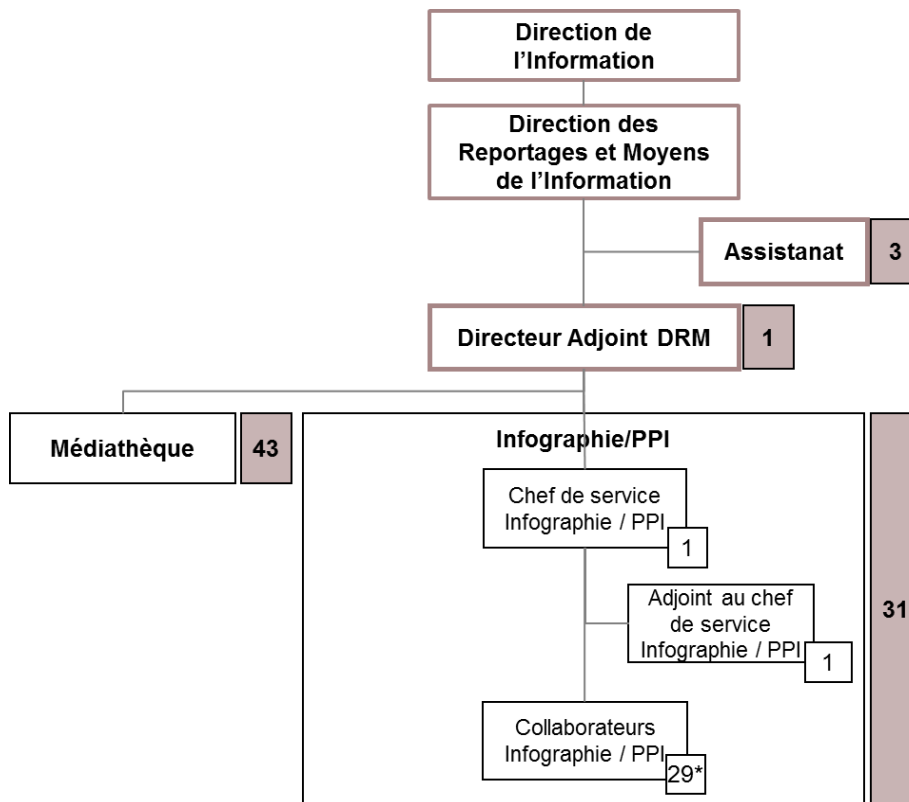 Direction de
l’Information
Direction des
Reportages et Moyens
de l’Information
Assistanat
3
Directeur Adjoint DRM
1
Médiathèque
43
Infographie/PPI
Chef de service
Infographie / PPI
1
Adjoint au chef
de service
Infographie / PPI
1
31
Collaborateurs
Infographie / PPI
29*